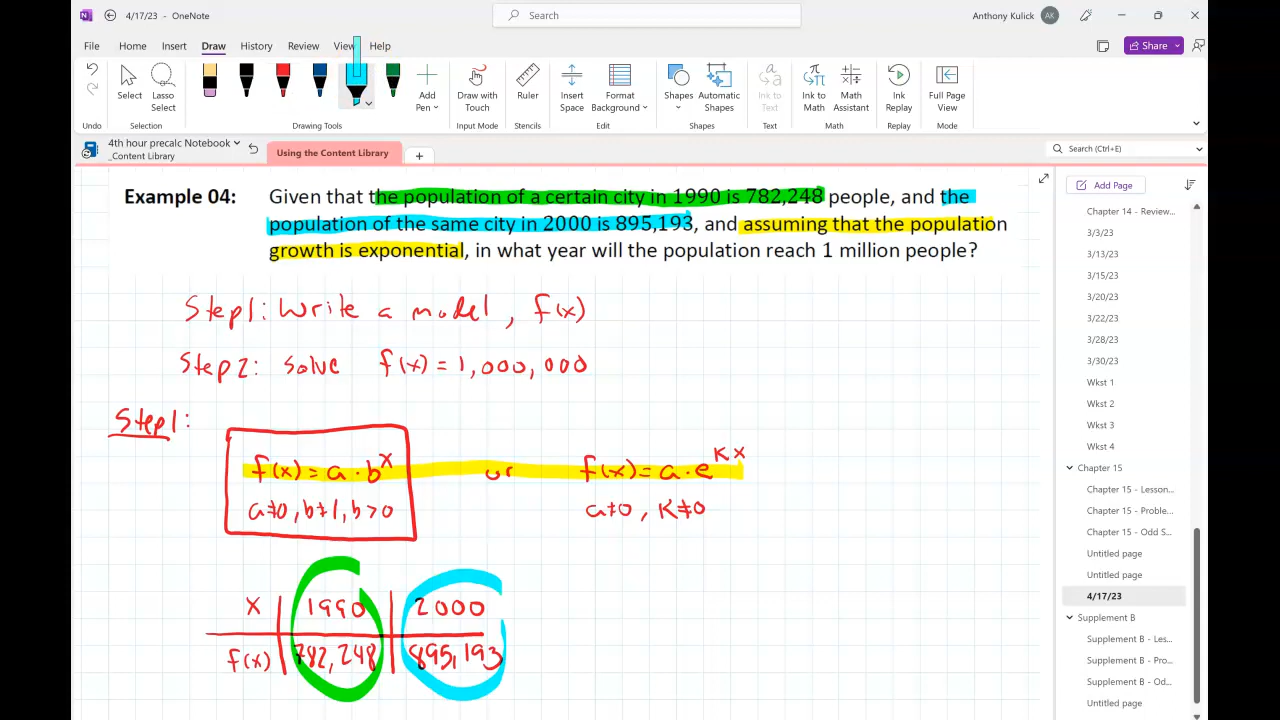 4/17/23 - OneNote
Search
Anthony Kulick
AK
File Home Insert Draw History Review View Help
Share
Undo
Select
Lasso Select
Add Pen
Draw with Touch
Ruler
Insert Space
Format Background
Shapes
Automatic Shapes
Ink to Text
Ink to Math
Math Assistant
Ink Replay
Full Page View
Undo Selection Drawing Tools Input Mode Stencils Edit Shapes Text Math Replay Mode
4th hour precalc Notebook
_Content Library
Using the Content Library
+
Search (Ctrl+E)
Add Page
Example 04: Given that the population of a certain city in 1990 is 782,248 people, and the
population of the same city in 2000 is 895,193, and assuming that the population
growth is exponential, in what year will the population reach 1 million people?
Step1: Write a model, f(x)
Step2: Solve f(x) = 1,000,000
Step1:
f(x) = a · b^x or f(x) = a · e^Kx
a≠0, b≠1, b>0 a≠0, K≠0
x 1990 2000
f(x) 782,248 895,193
Chapter 14 - Review...
3/3/23
3/13/23
3/15/23
3/20/23
3/22/23
3/28/23
3/30/23
Wkst 1
Wkst 2
Wkst 3
Wkst 4
Chapter 15
Chapter 15 - Lesson...
Chapter 15 - Proble...
Chapter 15 - Odd S...
Untitled page
Untitled page
4/17/23
Supplement B
Supplement B - Les...
Supplement B - Pro...
Supplement B - Od...
Untitled page